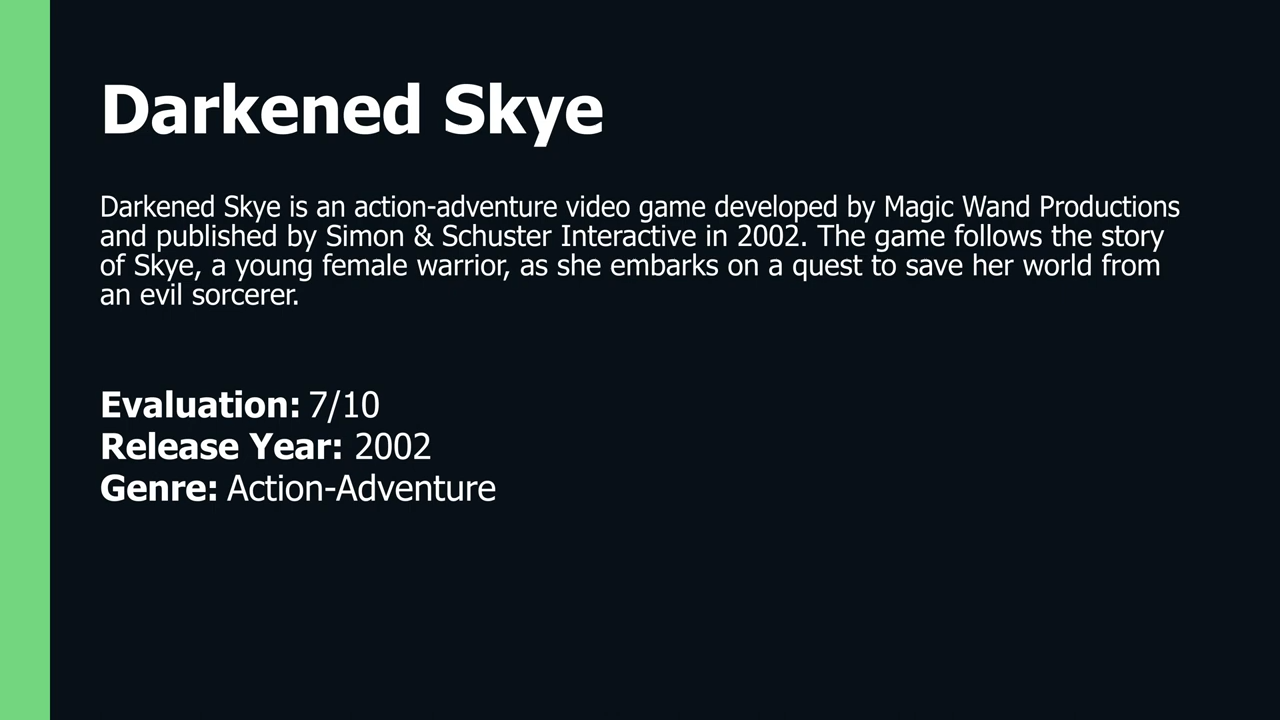 Darkened Skye
Darkened Skye is an action-adventure video game developed by Magic Wand Productions
and published by Simon & Schuster Interactive in 2002. The game follows the story
of Skye, a young female warrior, as she embarks on a quest to save her world from
an evil sorcerer.
Evaluation: 7/10
Release Year: 2002
Genre: Action-Adventure